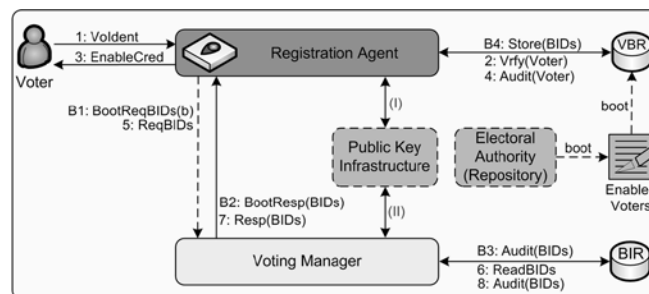 1: VoIdent
3: EnableCred
Voter
Registration Agent
B4: Store(BIDs)
2: Vrfy(Voter)
4: Audit(Voter)
VBR
B1: BootReqBIDs(b)
5: ReqBIDs
(I)
boot
Public Key
Infrastructure
Electoral
Authority
(Repository)
boot
Enable
Voters
B2: BootResp(BIDs)
7: Resp(BIDs)
(II)
Voting Manager
B3: Audit(BIDs)
6: ReadBIDs
8: Audit(BIDs)
BIR